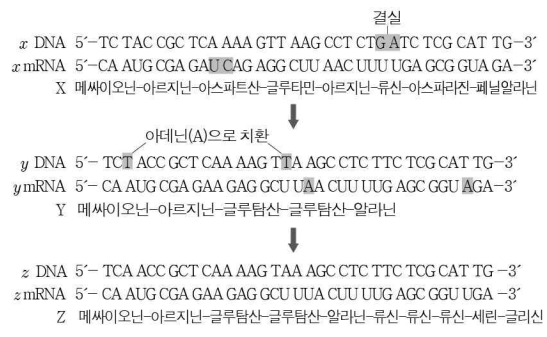 결실
x DNA 5´-TC TAC CGC TCA AAA GTT AAG CCT CTGATC TCG CAT TG-3´
x mRNA 5´-CA AUG CGA GAUCAG AGG CUU AAC UUU UGA GCG GUA GA-3´
X 메싸이오닌-아르지닌-아스파트산-글루타민-아르지닌-류신-아스파라진-페닐알라닌
아데닌(A)으로 치환
y DNA 5´- TCT ACC GCT CAA AAG TTA AGC CTC TTC TCG CAT TG-3´
y mRNA 5´- CA AUG CGA GAA GAG GCU UAA CUU UUG AGC GGU AGA-3´
Y 메싸이오닌-아르지닌-글루탐산-글루탐산-알라닌
z DNA 5´- TCA ACC GCT CAA AAG TAA AGC CTC TTC TCG CAT TG -3´
z mRNA 5´- CA AUG CGA GAA GAG GCU UUA CUU UUG AGC GGU UGA -3´
Z 메싸이오닌-아르지닌-글루탐산-글루탐산-알라닌-류신-류신-류신-세린-글리신